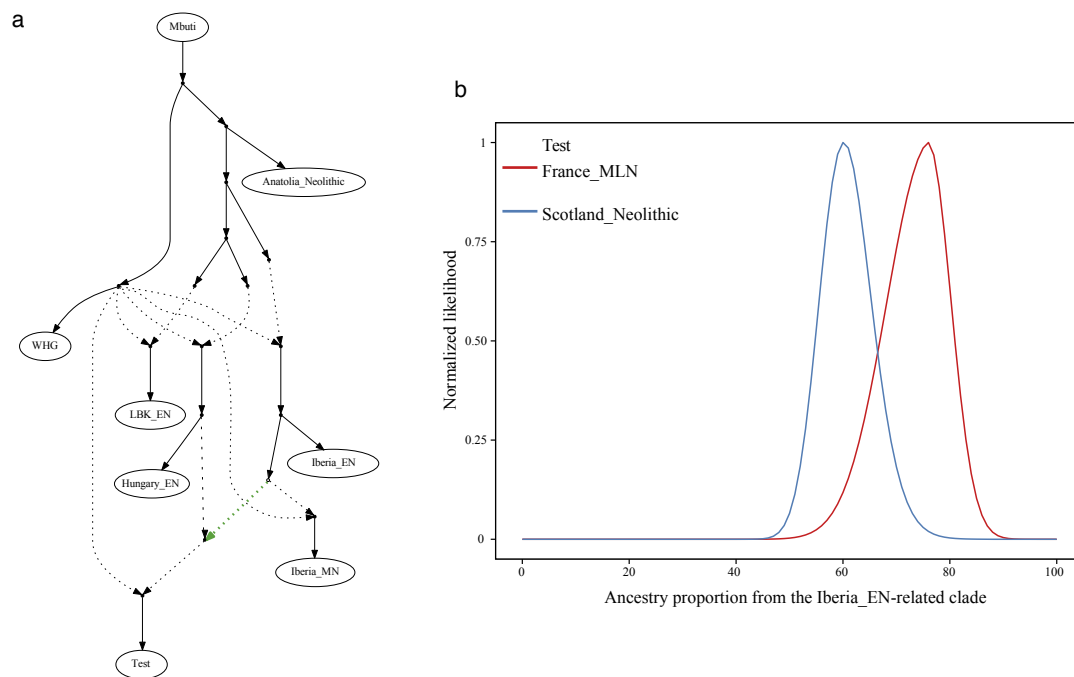 a
Mbuti
Anatolia_Neolithic
WHG
LBK_EN
Iberia_EN
Hungary_EN
Iberia_MN
Test
b
Test
France_MLN
Scotland_Neolithic
Normalized likelihood
1
0.75
0.50
0.25
0
0 20 40 60 80 100
Ancestry proportion from the Iberia_EN-related clade